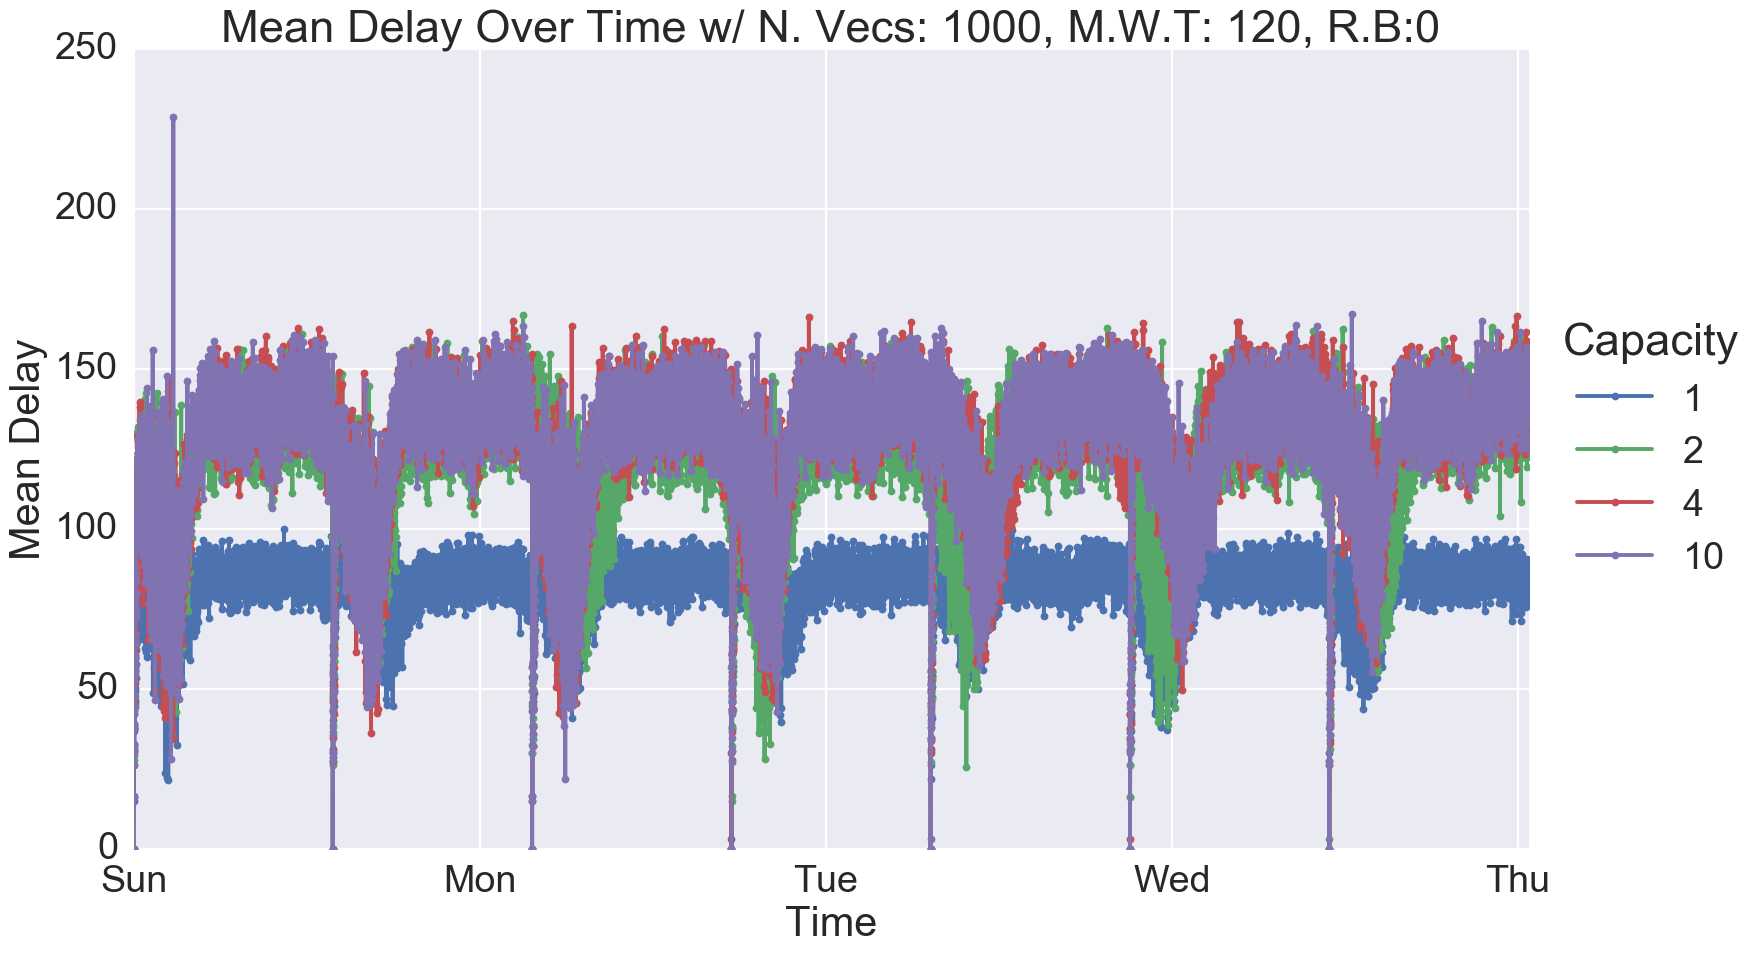 Mean Delay Over Time w/ N. Vecs: 1000, M.W.T: 120, R.B:0
250
200
150
100
50
0
Mean Delay
Sun Mon Tue Wed Thu
Time
Capacity
1
2
4
10